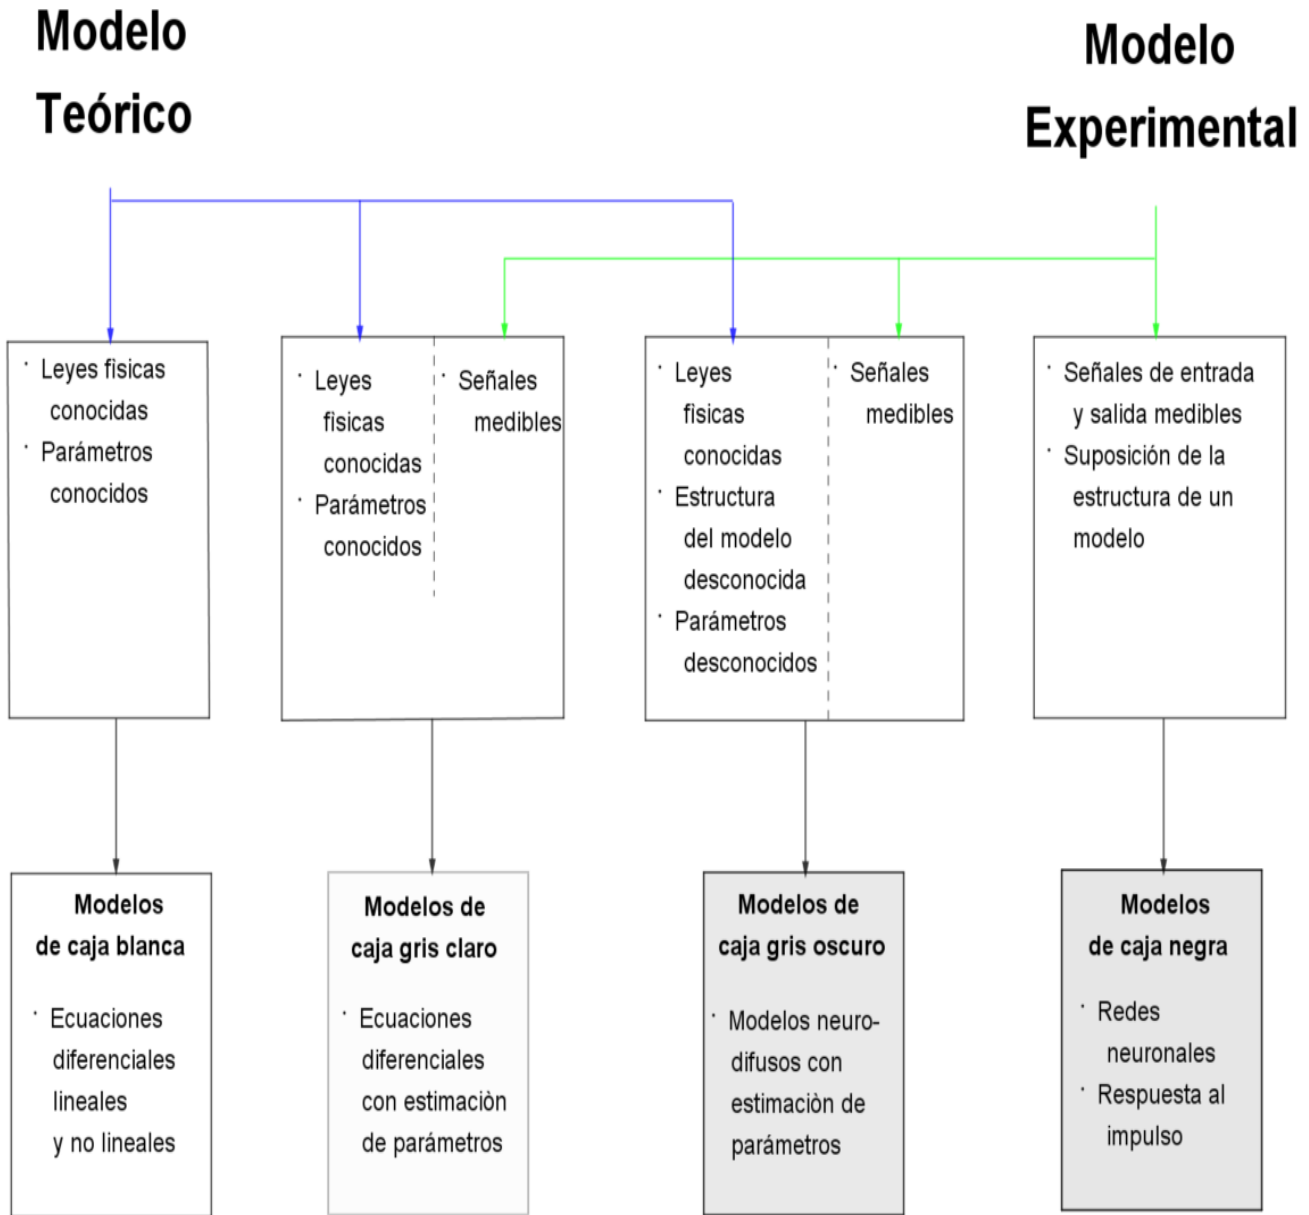 Modelo
Teórico
Modelo
Experimental
· Leyes fìsicas
conocidas
· Parámetros
conocidos
· Leyes
fìsicas
conocidas
· Parámetros
conocidos
· Señales
medibles
· Leyes
fìsicas
conocidas
· Estructura
del modelo
desconocida
· Parámetros
desconocidos
· Señales
medibles
· Señales de entrada
y salida medibles
· Suposición de la
estructura de un
modelo
Modelos
de caja blanca
· Ecuaciones
diferenciales
lineales
y no lineales
Modelos de
caja gris claro
· Ecuaciones
diferenciales
con estimaciòn
de parámetros
Modelos de
caja gris oscuro
· Modelos neuro-
difusos con
estimaciòn de
parámetros
Modelos
de caja negra
· Redes
neuronales
· Respuesta al
impulso